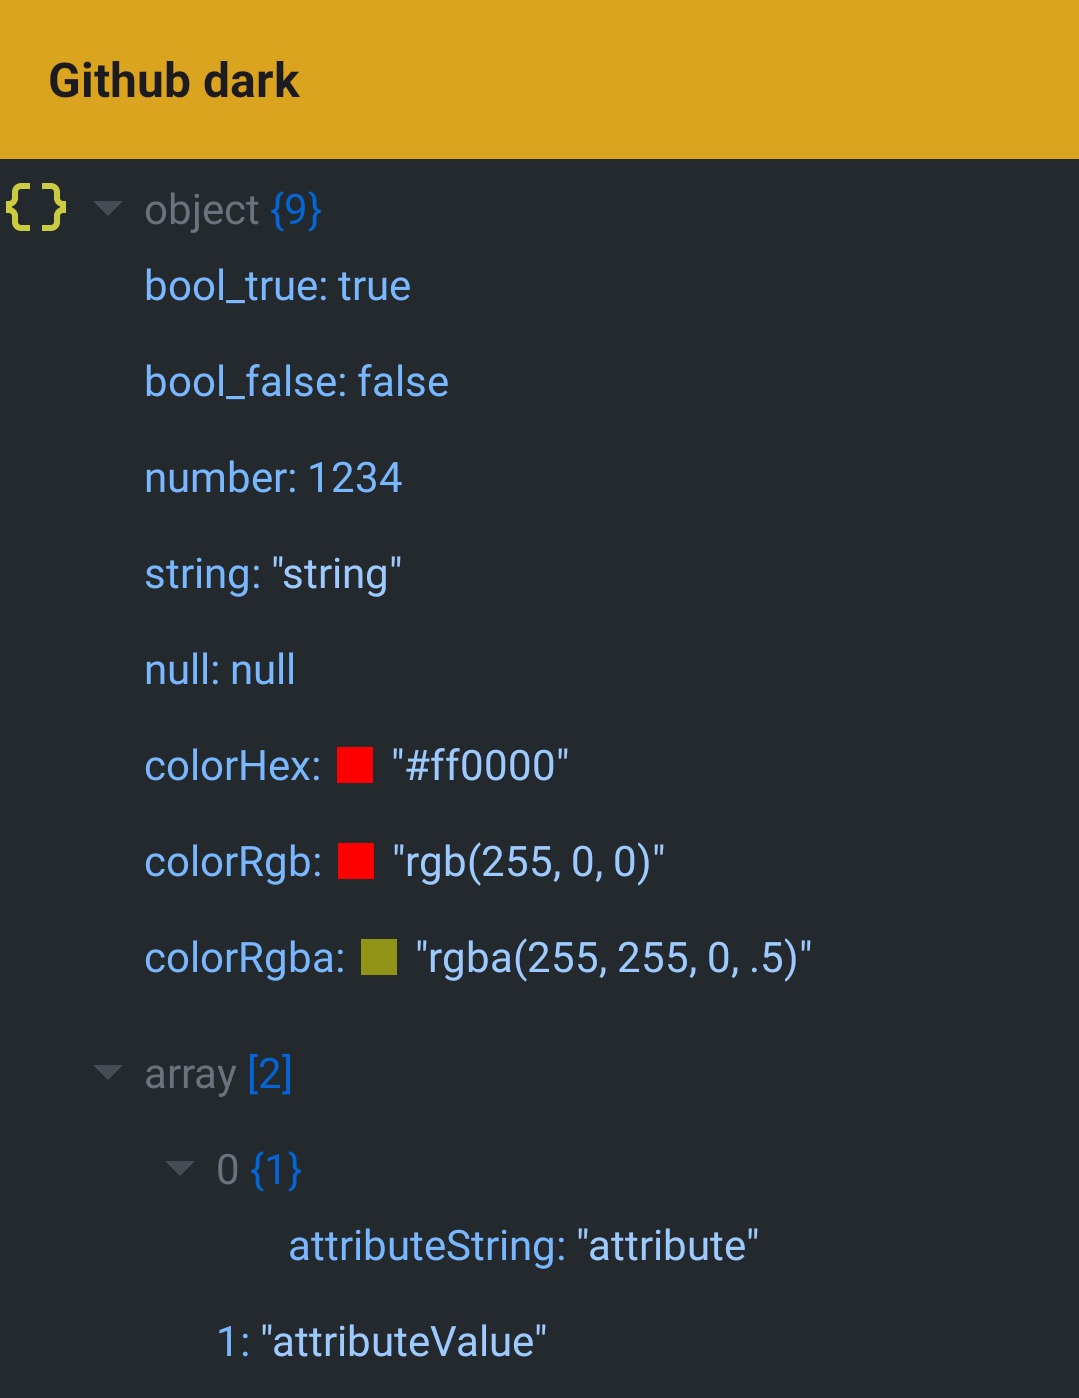 Github dark
{} object {9}
bool_true: true
bool_false: false
number: 1234
string: "string"
null: null
colorHex: "#ff0000"
colorRgb: "rgb(255, 0, 0)"
colorRgba: "rgba(255, 255, 0, .5)"
array [2]
0 {1}
attributeString: "attribute"
1: "attributeValue"